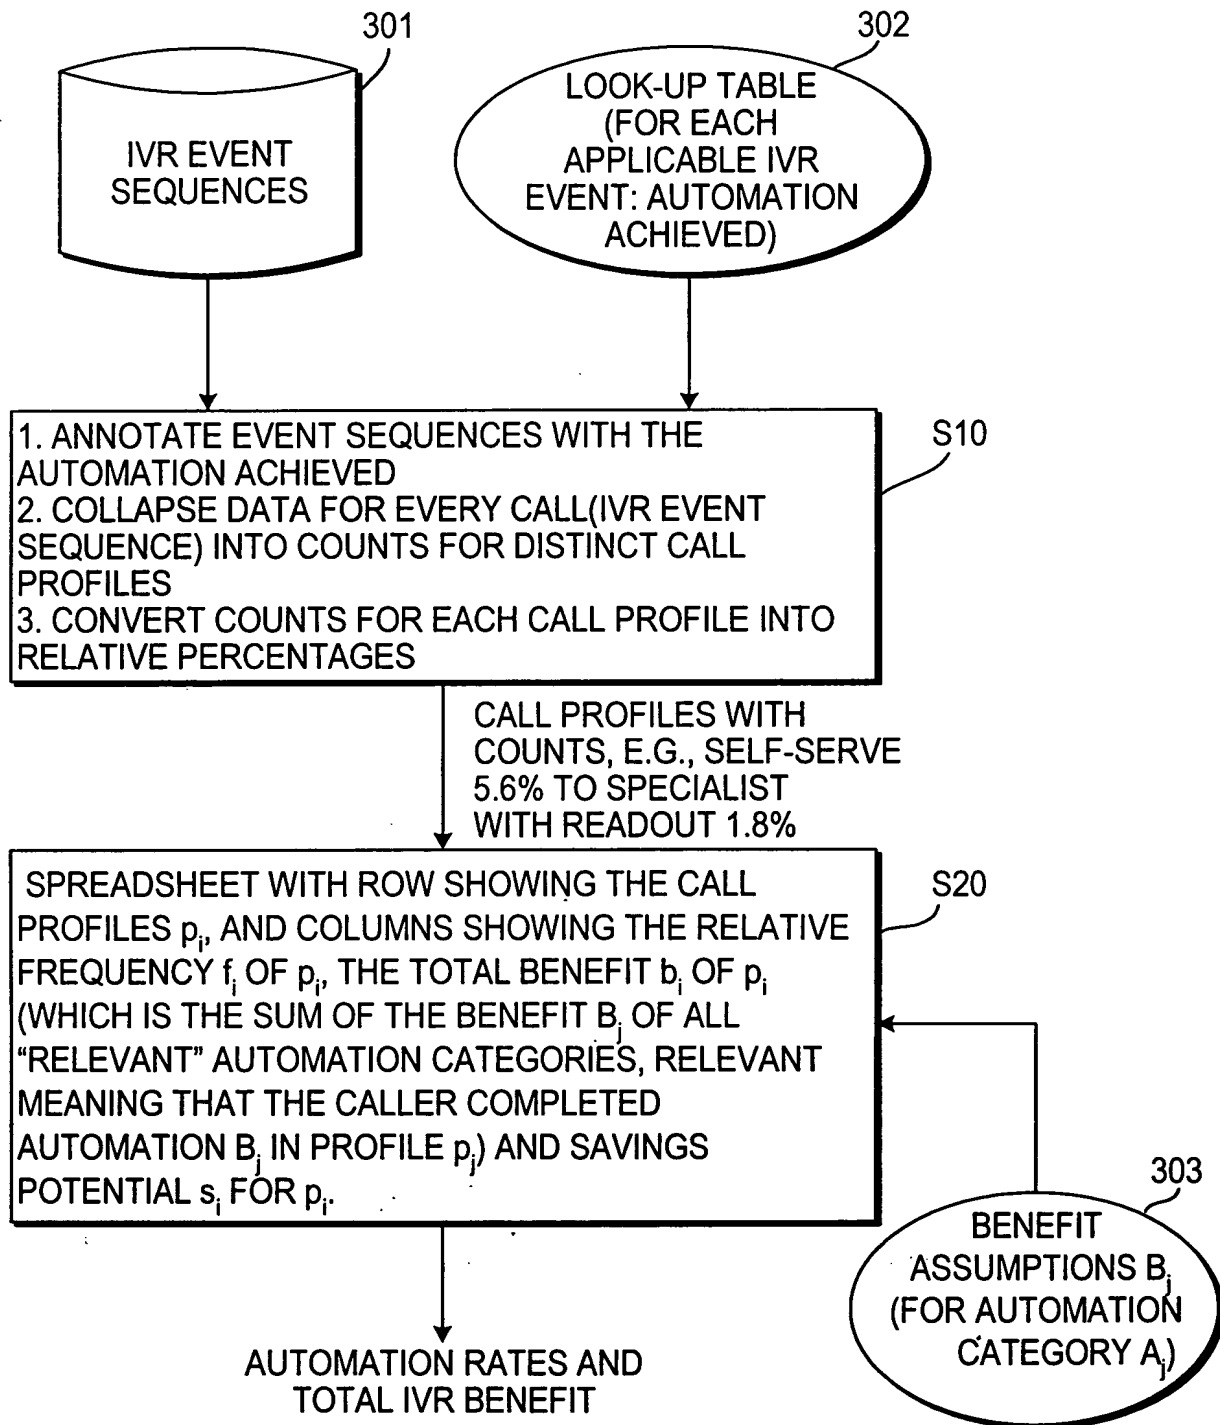 301
302
IVR EVENT
SEQUENCES
LOOK-UP TABLE
(FOR EACH
APPLICABLE IVR
EVENT: AUTOMATION
ACHIEVED)
1. ANNOTATE EVENT SEQUENCES WITH THE
AUTOMATION ACHIEVED
2. COLLAPSE DATA FOR EVERY CALL(IVR EVENT
SEQUENCE) INTO COUNTS FOR DISTINCT CALL
PROFILES
3. CONVERT COUNTS FOR EACH CALL PROFILE INTO
RELATIVE PERCENTAGES
S10
CALL PROFILES WITH
COUNTS, E.G., SELF-SERVE
5.6% TO SPECIALIST
WITH READOUT 1.8%
SPREADSHEET WITH ROW SHOWING THE CALL
PROFILES pᵢ, AND COLUMNS SHOWING THE RELATIVE
FREQUENCY fᵢ OF pᵢ, THE TOTAL BENEFIT bᵢ OF pᵢ
(WHICH IS THE SUM OF THE BENEFIT Bⱼ OF ALL
“RELEVANT” AUTOMATION CATEGORIES, RELEVANT
MEANING THAT THE CALLER COMPLETED
AUTOMATION Bⱼ IN PROFILE pⱼ) AND SAVINGS
POTENTIAL sᵢ FOR pᵢ.
S20
303
BENEFIT
ASSUMPTIONS Bⱼ
(FOR AUTOMATION
CATEGORY Aⱼ)
AUTOMATION RATES AND
TOTAL IVR BENEFIT